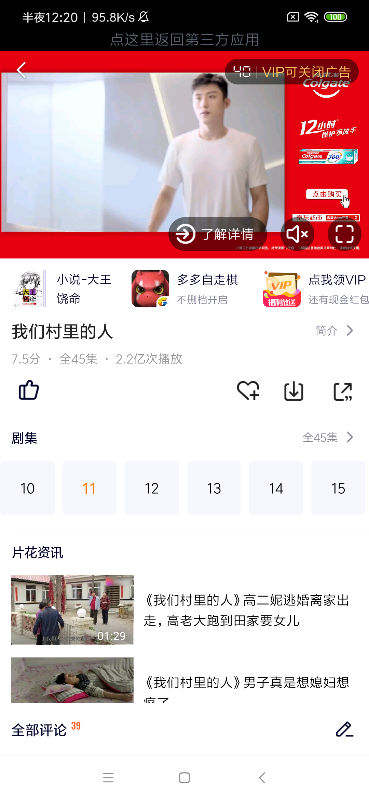 半夜12:20 | 95.8K/s
100
点这里返回第三方应用
40 | VIP可关闭广告
Colgate
12小时
点击购买
了解详情
小说-大王饶命
多多自走棋
不删档开启
VIP
点我领VIP
还有现金红包
我们村里的人
简介
7.5分 · 全45集 · 2.2亿次播放
剧集
全45集
10
11
12
13
14
15
片花资讯
01:29
《我们村里的人》高二妮逃婚离家出
走，高老大跑到田家要女儿
《我们村里的人》男子真是想媳妇想
疯了
全部评论 39